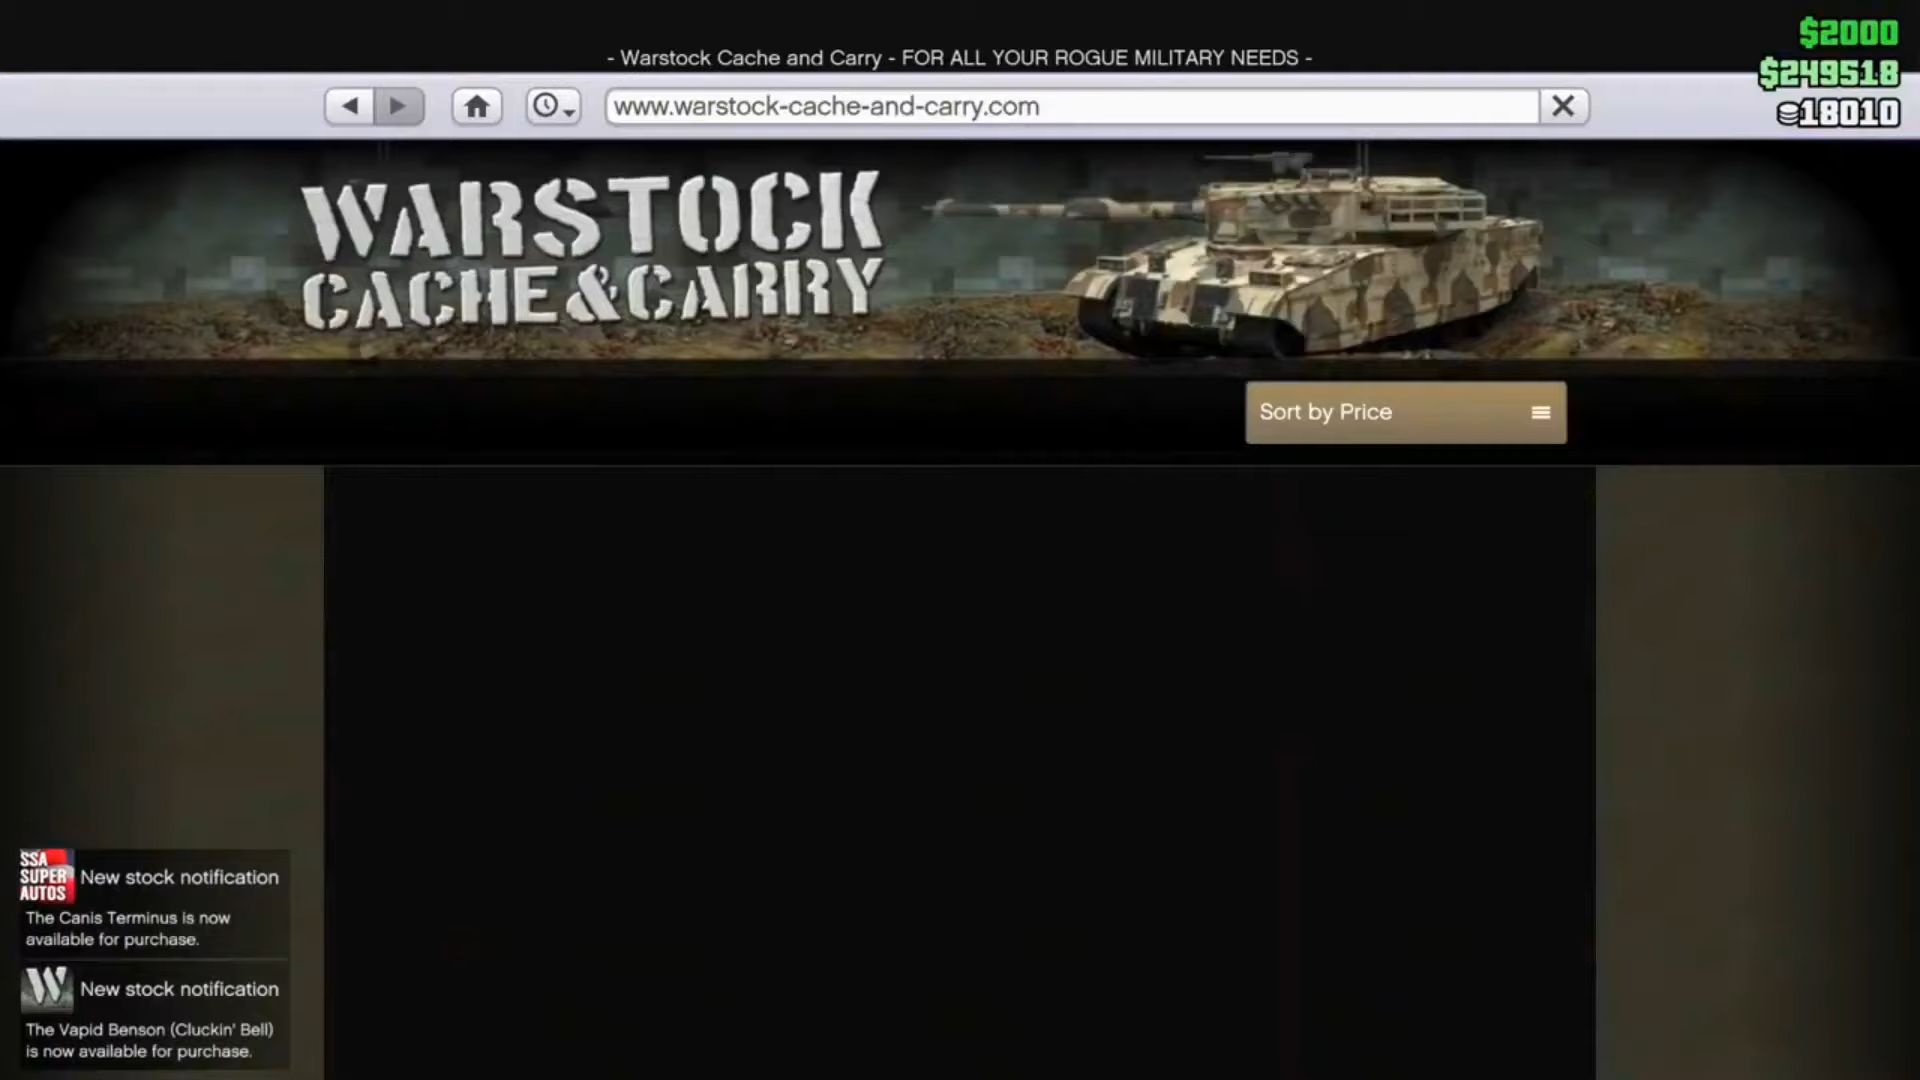 - Warstock Cache and Carry - FOR ALL YOUR ROGUE MILITARY NEEDS -
$2000
$249518
18010
www.warstock-cache-and-carry.com
WARSTOCK
CACHE&CARRY
Sort by Price
SSA
SUPER
AUTOS
New stock notification
The Canis Terminus is now
available for purchase.
W
New stock notification
The Vapid Benson (Cluckin' Bell)
is now available for purchase.